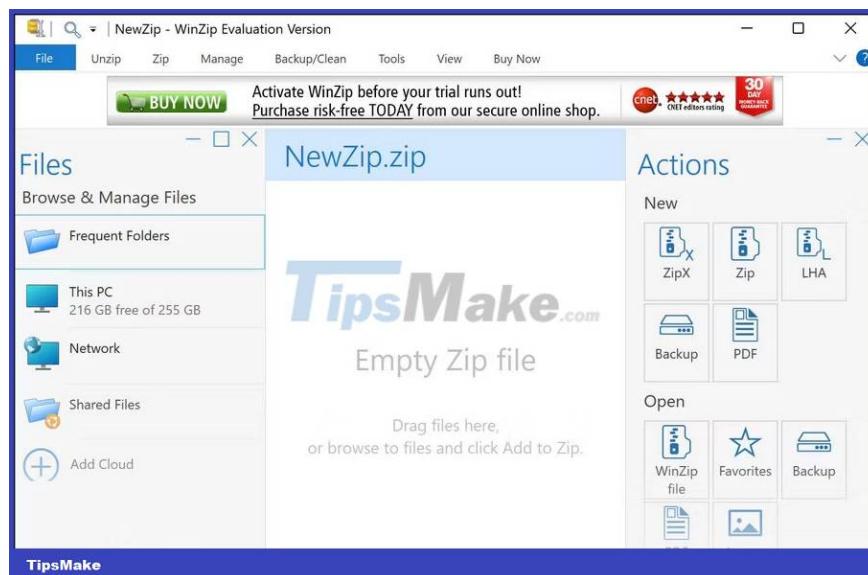 NewZip - WinZip Evaluation Version
File Unzip Zip Manage Backup/Clean Tools View Buy Now
BUY NOW
Activate WinZip before your trial runs out!
Purchase risk-free TODAY from our secure online shop.
cnet
CNET editors rating
30
DAY
MONEY-BACK
GUARANTEE
Files
Browse & Manage Files
Frequent Folders
This PC
216 GB free of 255 GB
Network
Shared Files
Add Cloud
NewZip.zip
TipsMake.com
Empty Zip file
Drag files here,
or browse to files and click Add to Zip.
Actions
New
ZipX Zip LHA
Backup PDF
Open
WinZip
file
Favorites Backup
TipsMake